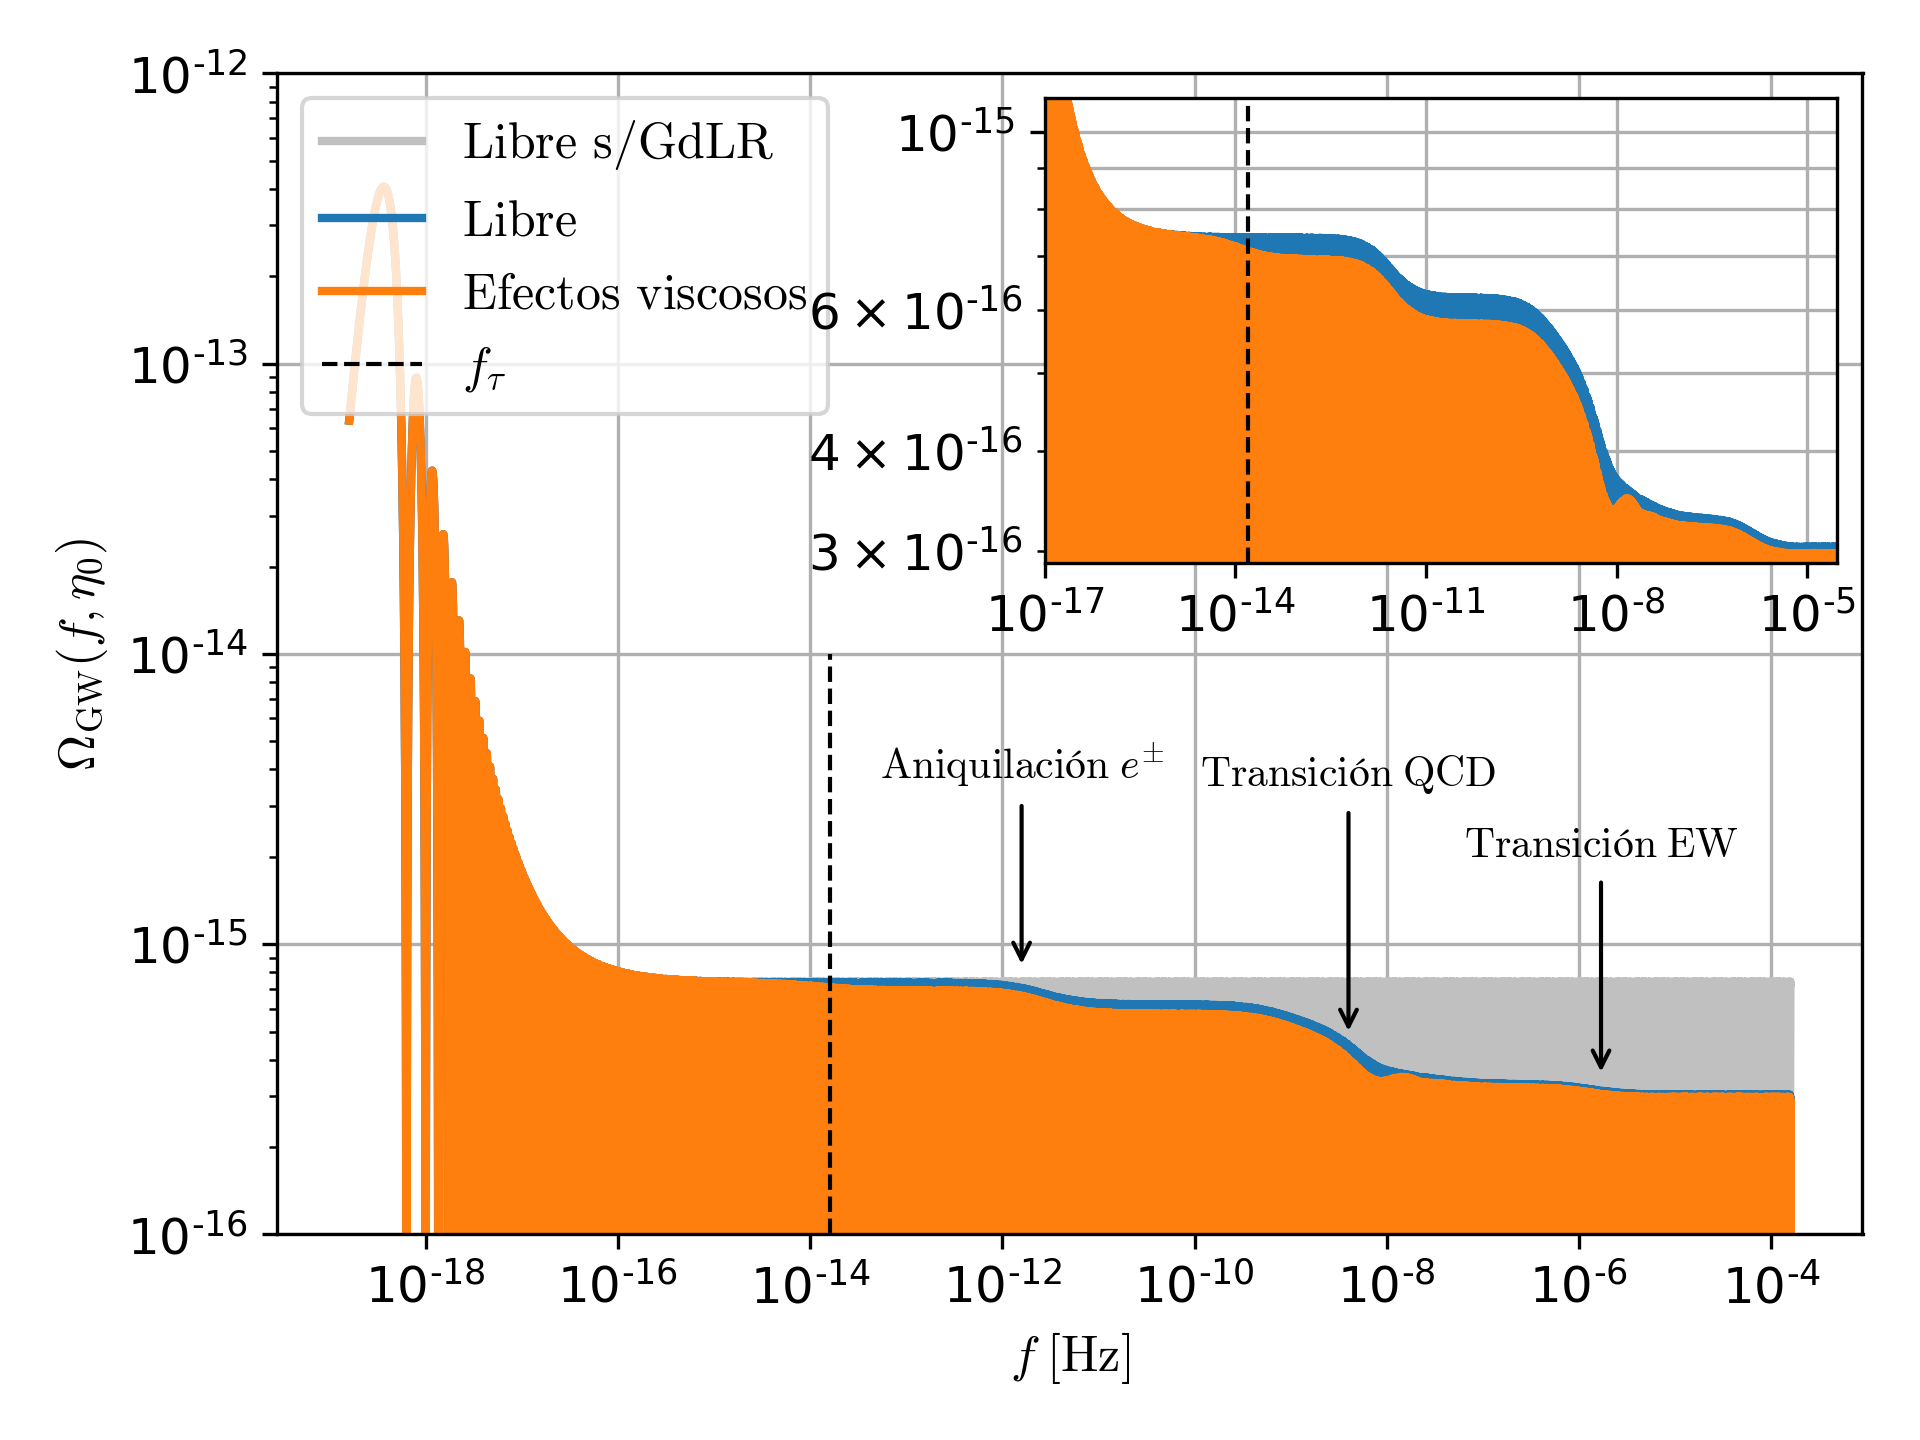 10^-12
10^-13
10^-14
10^-15
10^-16
Ω_GW(f, η_0)
Libre s/GdLR
Libre
Efectos viscosos
f_τ
10^-15
6 × 10^-16
4 × 10^-16
3 × 10^-16
10^-17 10^-14 10^-11 10^-8 10^-5
Aniquilación e^±
Transición QCD
Transición EW
10^-18 10^-16 10^-14 10^-12 10^-10 10^-8 10^-6 10^-4
f [Hz]